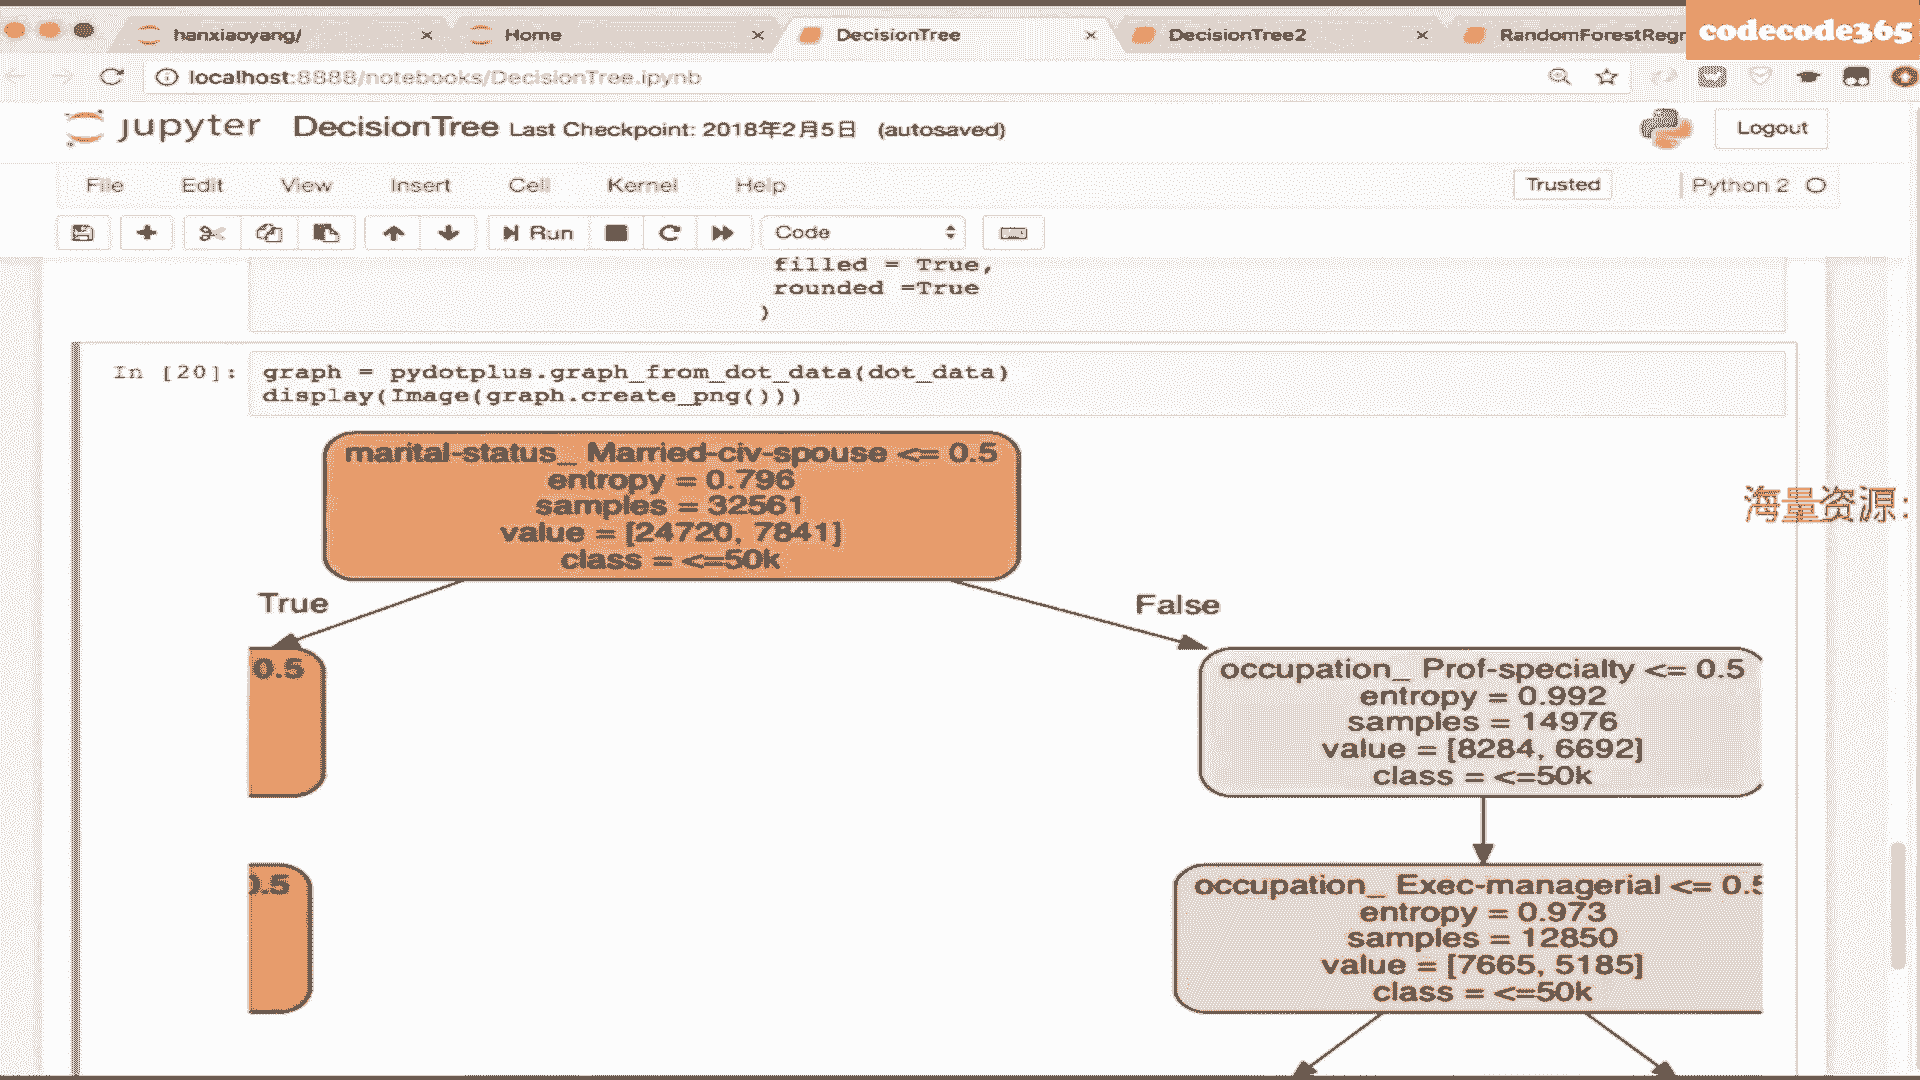 codecode365
hanxiaoyang/
Home
DecisionTree
DecisionTree2
RandomForestRegr
localhost:8888/notebooks/DecisionTree.ipynb
jupyter DecisionTree Last Checkpoint: 2018年2月5日 (autosaved)
Logout
File Edit View Insert Cell Kernel Help
Trusted
Python 2
Run
Code
filled = True,
rounded =True
)
In [20]:
graph = pydotplus.graph_from_dot_data(dot_data)
display(Image(graph.create_png()))
marital-status_ Married-civ-spouse <= 0.5
entropy = 0.796
samples = 32561
value = [24720, 7841]
class = <=50k
海量资源:
True
False
0.5
occupation_ Prof-specialty <= 0.5
entropy = 0.992
samples = 14976
value = [8284, 6692]
class = <=50k
0.5
occupation_ Exec-managerial <= 0.5
entropy = 0.973
samples = 12850
value = [7665, 5185]
class = <=50k